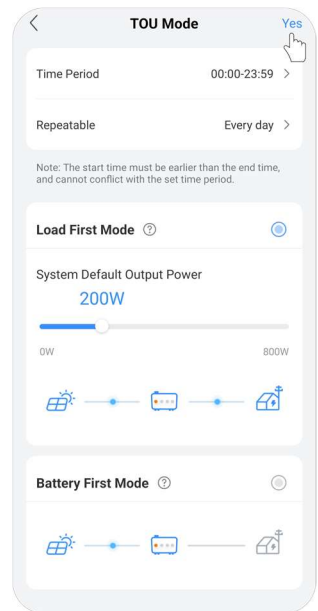 TOU Mode Yes
Time Period 00:00-23:59
Repeatable Every day
Note: The start time must be earlier than the end time,
and cannot conflict with the set time period.
Load First Mode ?
System Default Output Power
200W
0W 800W
Battery First Mode ?